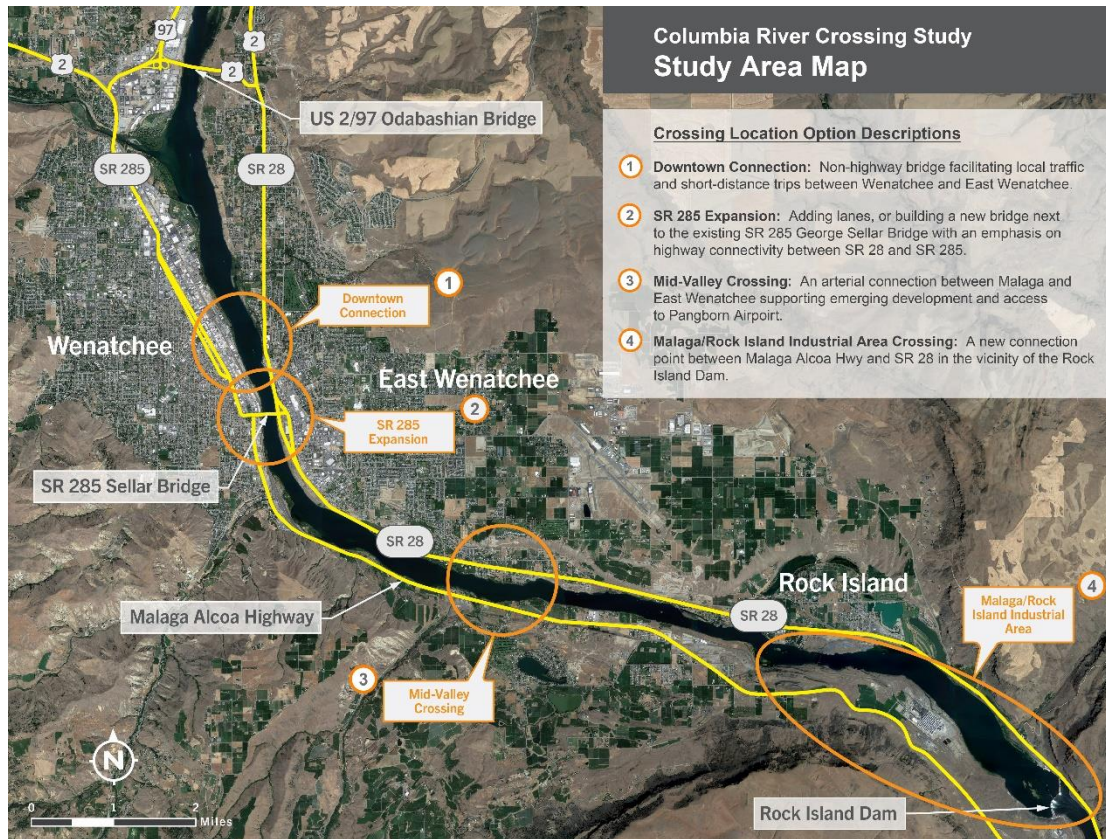 Columbia River Crossing Study
Study Area Map
Crossing Location Option Descriptions
1 Downtown Connection: Non-highway bridge facilitating local traffic
and short-distance trips between Wenatchee and East Wenatchee.
2 SR 285 Expansion: Adding lanes, or building a new bridge next
to the existing SR 285 George Sellar Bridge with an emphasis on
highway connectivity between SR 28 and SR 285.
3 Mid-Valley Crossing: An arterial connection between Malaga and
East Wenatchee supporting emerging development and access
to Pangborn Airpiort.
4 Malaga/Rock Island Industrial Area Crossing: A new connection
point between Malaga Alcoa Hwy and SR 28 in the vicinity of the Rock
Island Dam.
97
2
2
2
US 2/97 Odabashian Bridge
SR 285
SR 28
1
Downtown
Connection
Wenatchee
East Wenatchee
2
SR 285
Expansion
SR 285 Sellar Bridge
SR 28
Malaga Alcoa Highway
Rock Island
SR 28
4
Malaga/Rock
Island Industrial
Area
3
Mid-Valley
Crossing
Rock Island Dam
N
0 1 2
Miles